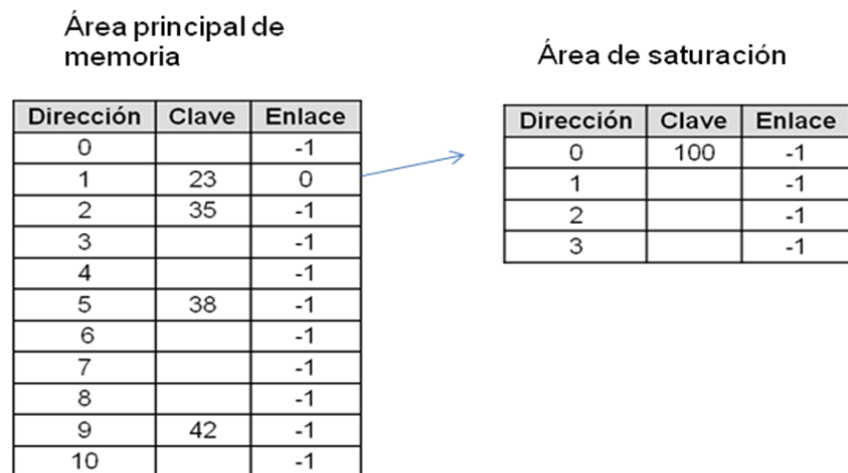 Área principal de
memoria
Dirección Clave Enlace
0 -1
1 23 0
2 35 -1
3 -1
4 -1
5 38 -1
6 -1
7 -1
8 -1
9 42 -1
10 -1
Área de saturación
Dirección Clave Enlace
0 100 -1
1 -1
2 -1
3 -1